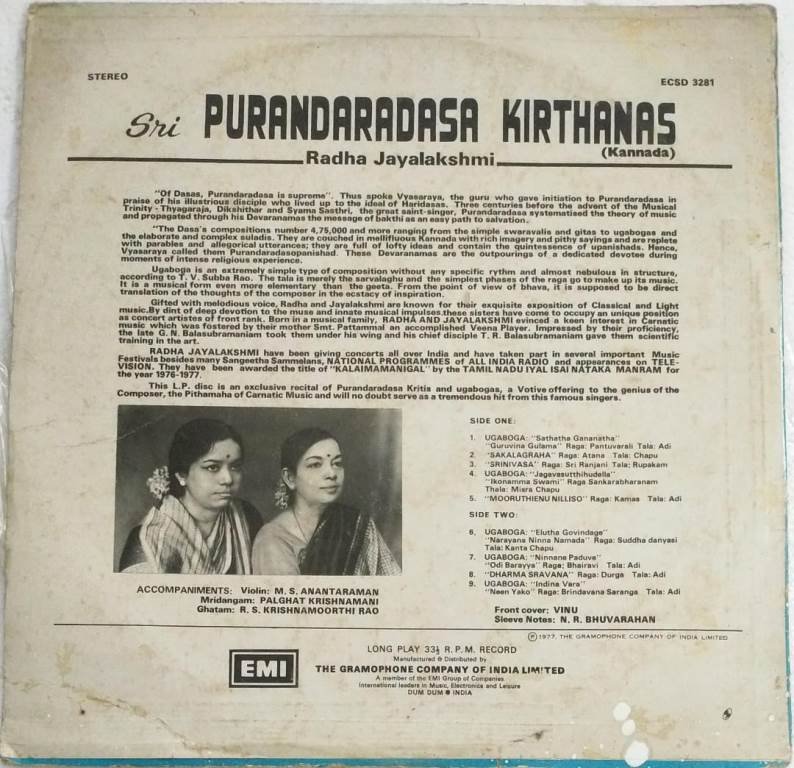 STEREO
ECSD 3281
Sri PURANDARADASA KIRTHANAS
(Kannada)
Radha Jayalakshmi
"Of Dasas, Purandaradasa is supreme". Thus spoke Vyasaraya, the guru who gave initiation to Purandaradasa in
praise of his illustrious disciple who lived up to the ideal of Haridasas. Three centuries before the advent of the Musical
Trinity - Thyagaraja, Dikshithar and Syama Sasthri, the great saint-singer, Purandaradasa systematised the theory of music
and propagated through his Devaranamas the message of bakthi as an easy path to salvation.
"The Dasa's compositions number 4,75,000 and more ranging from the simple swaravalis and gitas to ugabogas and
the elaborate and complex suladis. They are couched in mellifluous Kannada with rich imagery and pithy sayings and are replete
with parables and allegorical utterances; they are full of lofty ideas and contain the quintessence of upanishads. Hence,
Vyasaraya called them Purandaradasopanishad. These Devaranamas are the outpourings of a dedicated devotee during
moments of intense religious experience.
Ugaboga is an extremely simple type of composition without any specific rythm and almost nebulous in structure,
according to T. V. Subba Rao. The tala is merely the sarvalaghu and the simplest phases of the raga go to make up its music.
It is a musical form even more elementary than the geeta. From the point of view of bhava, it is supposed to be direct
translation of the thoughts of the composer in the ecstacy of inspiration.
Gifted with melodious voice, Radha and Jayalakshmi are known for their exquisite exposition of Classical and Light
music.By dint of deep devotion to the muse and innate musical impulses,these sisters have come to occupy an unique position
as concert artistes of front rank. Born in a musical family, RADHA AND JAYALAKSHMI evinced a keen interest in Carnatic
music which was fostered by their mother Smt. Pattammal an accomplished Veena Player. Impressed by their proficiency,
the late G. N. Balasubramaniam took them under his wing and his chief disciple T. R. Balasubramaniam gave them scientific
training in the art.
RADHA JAYALAKSHMI have been giving concerts all over India and have taken part in several important Music
Festivals besides many Sangeetha Sammelans, NATIONAL PROGRAMMES of ALL INDIA RADIO and appearances on TELE-
VISION. They have been awarded the title of "KALAIMAMANIGAL" by the TAMIL NADU IYAL ISAI NATAKA MANRAM for
the year 1976-1977.
This L.P. disc is an exclusive recital of Purandaradasa Kritis and ugabogas, a Votive offering to the genius of the
Composer, the Pithamaha of Carnatic Music and will no doubt serve as a tremendous hit from this famous singers.
SIDE ONE:
1. UGABOGA: "Sathatha Gananatha"
"Guruvina Gulama" Raga: Pantuvarali Tala: Adi
2. "SAKALAGRAHA" Raga: Atana Tala: Chapu
3. "SRINIVASA" Raga: Sri Ranjani Tala: Rupakam
4. UGABOGA: "Jagavasutthihudella"
"Ikonamma Swami" Raga Sankarabharanam
Thala: Misra Chapu
5. "MOORUTHIENU NILLISO" Raga: Kamas Tala: Adi
SIDE TWO:
6. UGABOGA: "Elutha Govindage"
"Narayana Ninna Namada" Raga: Suddha danyasi
Tala: Kanta Chapu
7. UGABOGA: "Ninnane Paduve"
"Odi Barayya" Raga: Bhairavi Tala: Adi
8. "DHARMA SRAVANA" Raga: Durga Tala: Adi
9. UGABOGA: "Indina Vara"
"Neen Yako" Raga: Brindavana Saranga Tala: Adi
ACCOMPANIMENTS: Violin: M. S. ANANTARAMAN
Mridangam: PALGHAT KRISHNAMANI
Ghatam: R. S. KRISHNAMOORTHI RAO
Front cover: VINU
Sleeve Notes: N. R. BHUVARAHAN
Ⓟ 1977, THE GRAMOPHONE COMPANY OF INDIA LIMITED
EMI
LONG PLAY 33⅓ R.P.M. RECORD
Manufactured & Distributed by
THE GRAMOPHONE COMPANY OF INDIA LIMITED
A member of the EMI Group of Companies
International leaders in Music, Electronics and Leisure
DUM DUM ● INDIA